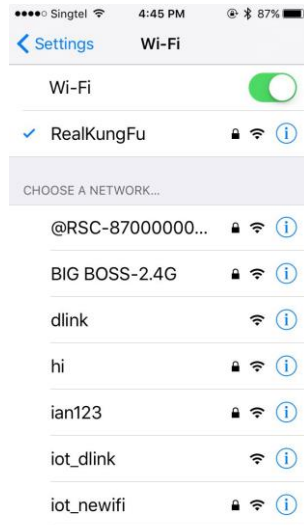 Singtel 4:45 PM 87%
Settings Wi-Fi
Wi-Fi
RealKungFu
CHOOSE A NETWORK...
@RSC-87000000...
BIG BOSS-2.4G
dlink
hi
ian123
iot_dlink
iot_newifi